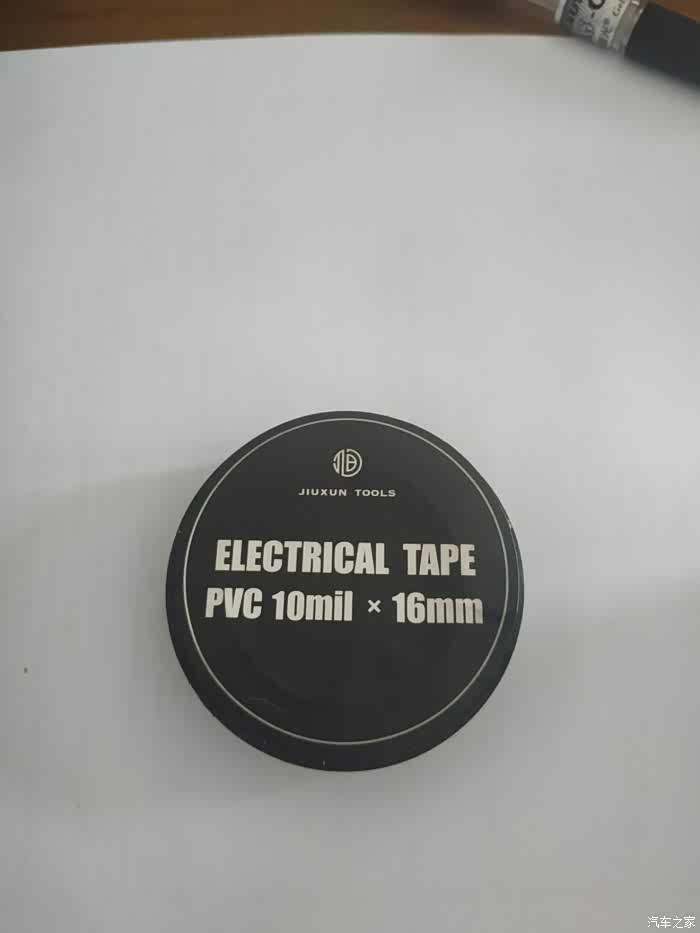 JIUXUN TOOLS
ELECTRICAL TAPE
PVC 10mil × 16mm
汽车之家